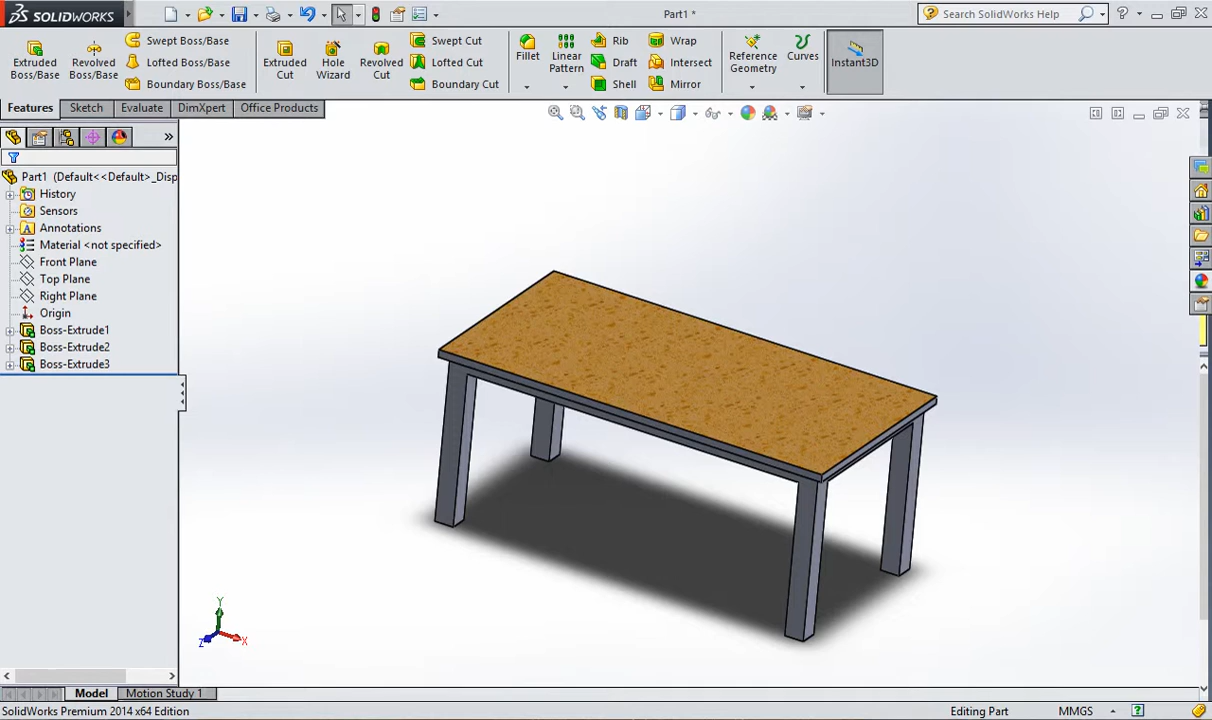 SOLIDWORKS
Part1 *
Search SolidWorks Help
Extruded Boss/Base
Revolved Boss/Base
Swept Boss/Base
Lofted Boss/Base
Boundary Boss/Base
Extruded Cut
Hole Wizard
Revolved Cut
Swept Cut
Lofted Cut
Boundary Cut
Fillet
Linear Pattern
Rib
Draft
Shell
Wrap
Intersect
Mirror
Reference Geometry
Curves
Instant3D
Features
Sketch
Evaluate
DimXpert
Office Products
Part1 (Default<<Default>_Disp
History
Sensors
Annotations
Material <not specified>
Front Plane
Top Plane
Right Plane
Origin
Boss-Extrude1
Boss-Extrude2
Boss-Extrude3
Y
Z
X
Model
Motion Study 1
SolidWorks Premium 2014 x64 Edition
Editing Part
MMGS